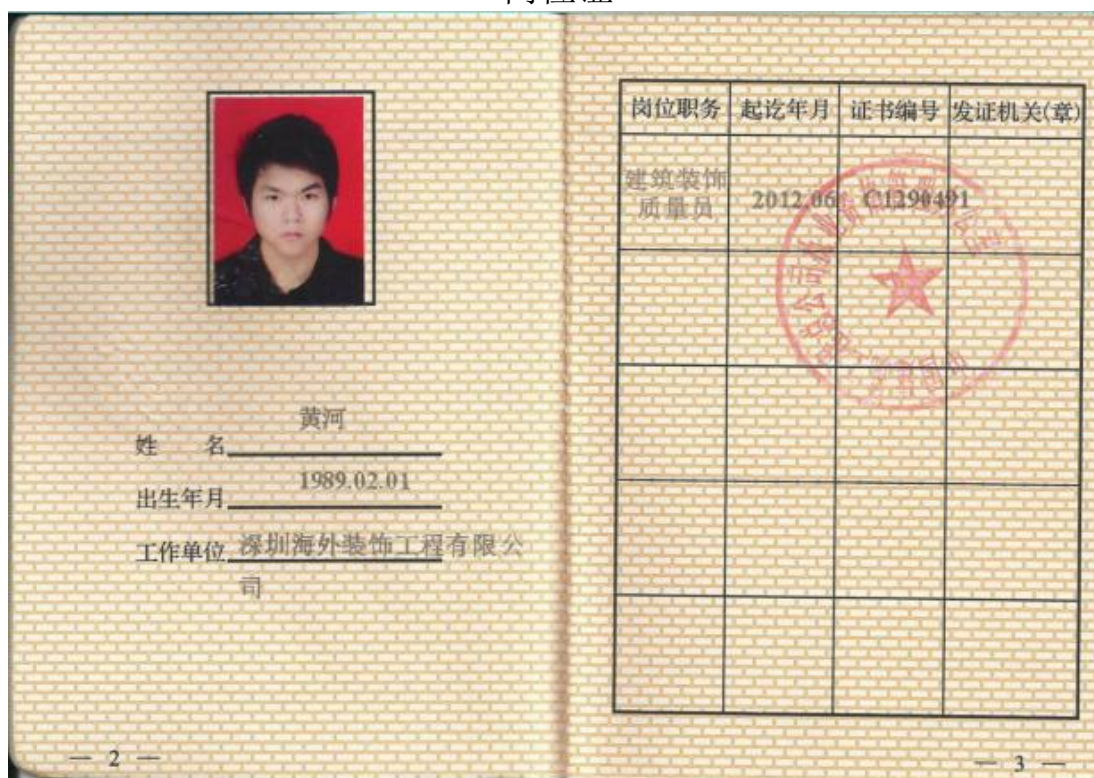 姓 名 黄河
出生年月 1989.02.01
工作单位 深圳海外装饰工程有限公
司
— 2 —
岗位职务 起讫年月 证书编号 发证机关(章)
建筑装饰 2012.06 C1290491
质量员
— 3 —